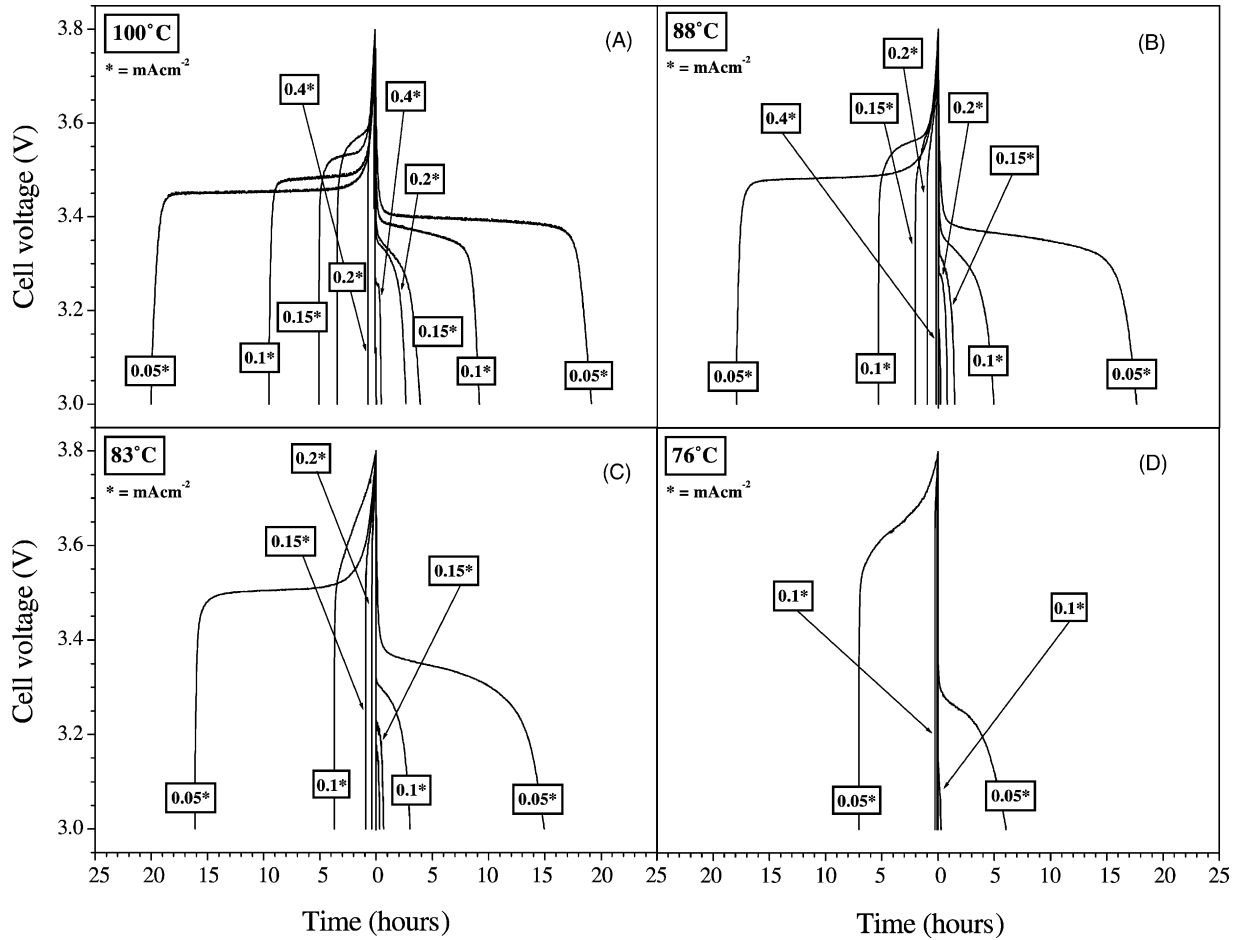 100°C
* = mAcm-2
(A)
88°C
* = mAcm-2
(B)
3.8
3.6
3.4
3.2
3.0
Cell voltage (V)
0.4*
0.4*
0.2*
0.2*
0.15*
0.15*
0.1*
0.1*
0.05*
0.05*
0.2*
0.15*
0.2*
0.4*
0.15*
0.1*
0.1*
0.05*
0.05*
83°C
* = mAcm-2
(C)
76°C
* = mAcm-2
(D)
3.8
3.6
3.4
3.2
3.0
Cell voltage (V)
0.2*
0.15*
0.15*
0.1*
0.1*
0.05*
0.05*
0.1*
0.1*
0.05*
0.05*
25 20 15 10 5 0 5 10 15 20 25 20 15 10 5 0 5 10 15 20 25
Time (hours)
Time (hours)